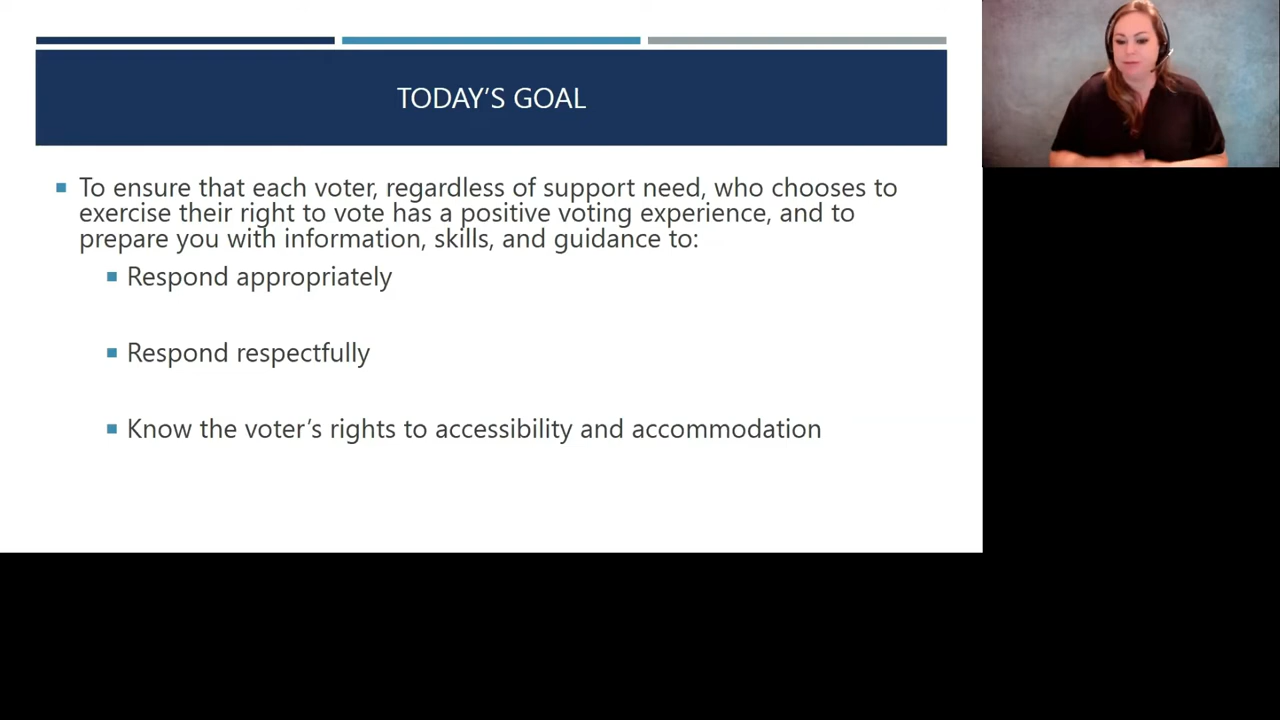 TODAY’S GOAL
To ensure that each voter, regardless of support need, who chooses to
exercise their right to vote has a positive voting experience, and to
prepare you with information, skills, and guidance to:
Respond appropriately
Respond respectfully
Know the voter’s rights to accessibility and accommodation